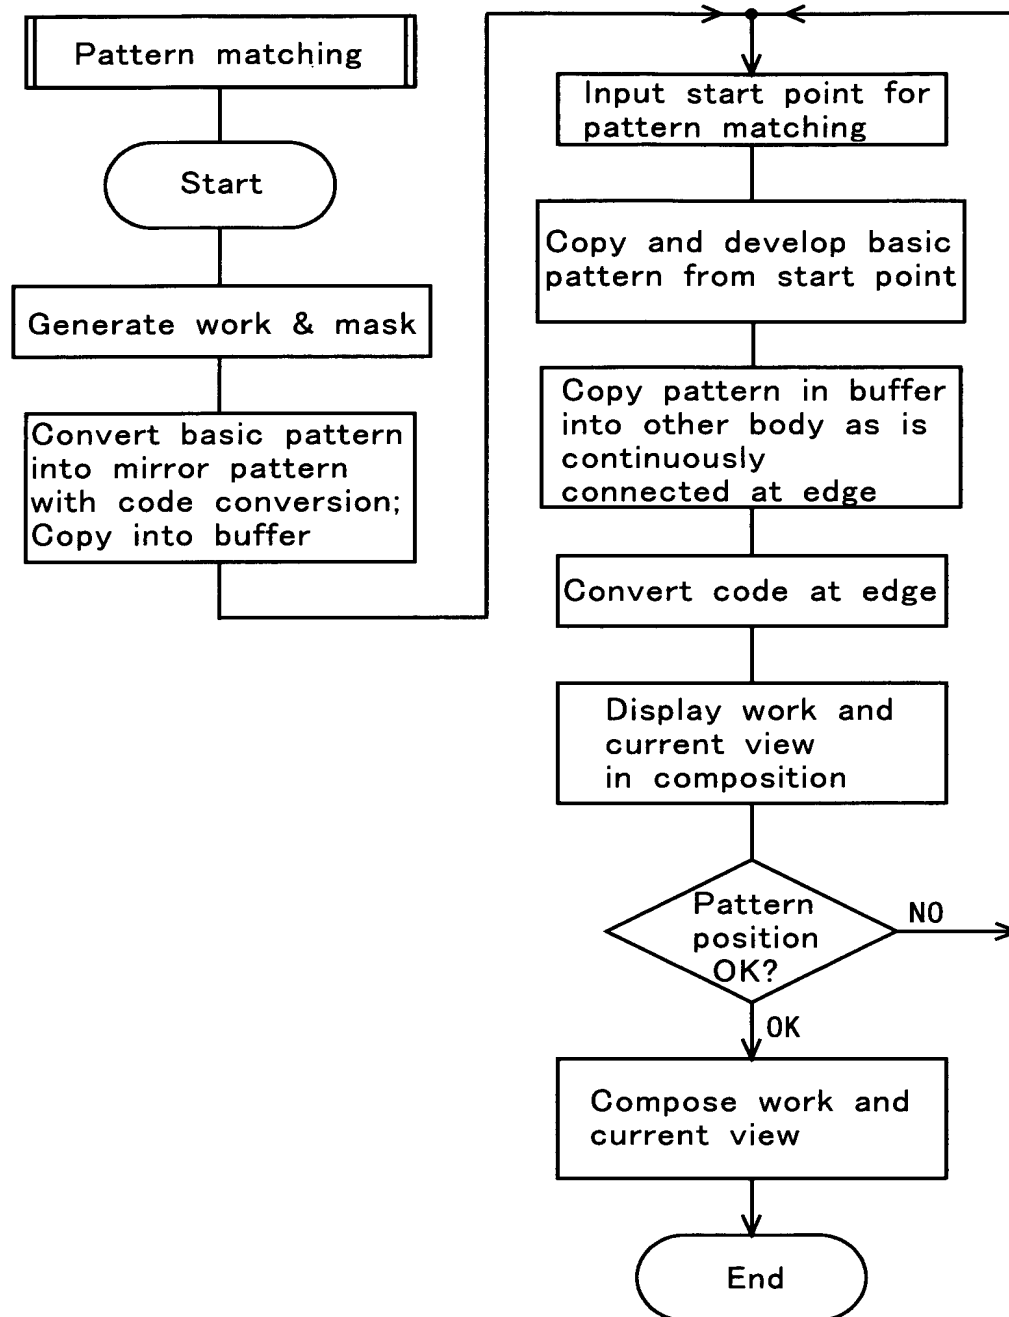 Pattern matching
Start
Generate work & mask
Convert basic pattern
into mirror pattern
with code conversion;
Copy into buffer
Input start point for
pattern matching
Copy and develop basic
pattern from start point
Copy pattern in buffer
into other body as is
continuously
connected at edge
Convert code at edge
Display work and
current view
in composition
Pattern
position
OK?
NO
OK
Compose work and
current view
End